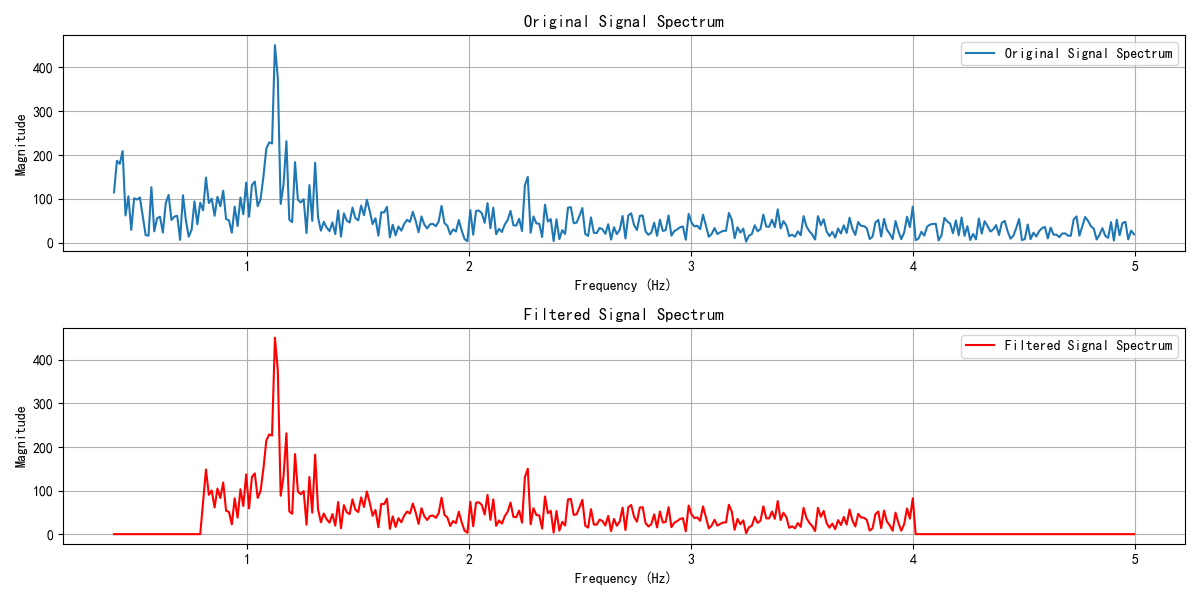 Original Signal Spectrum
Original Signal Spectrum
Magnitude
400
300
200
100
0
1 2 3 4 5
Frequency (Hz)
Filtered Signal Spectrum
Filtered Signal Spectrum
Magnitude
400
300
200
100
0
1 2 3 4 5
Frequency (Hz)